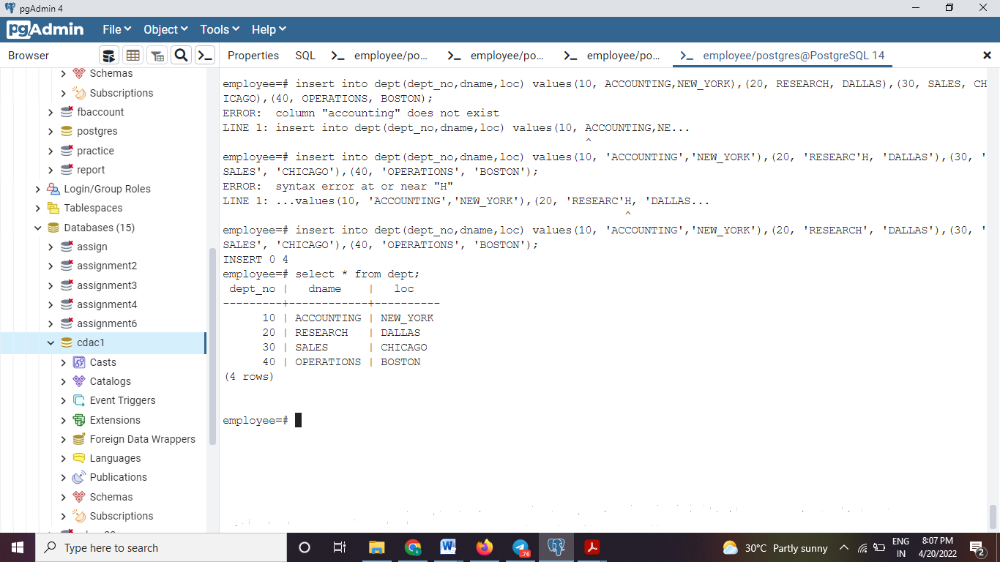 pgAdmin 4
pgAdmin File Object Tools Help
Browser
Properties SQL employee/po... employee/po... employee/po... employee/postgres@PostgreSQL 14
Schemas
Subscriptions
fbaccount
postgres
practice
report
Login/Group Roles
Tablespaces
Databases (15)
assign
assignment2
assignment3
assignment4
assignment6
cdac1
Casts
Catalogs
Event Triggers
Extensions
Foreign Data Wrappers
Languages
Publications
Schemas
Subscriptions
employee=# insert into dept(dept_no,dname,loc) values(10, ACCOUNTING,NEW_YORK),(20, RESEARCH, DALLAS),(30, SALES, CH
ICAGO),(40, OPERATIONS, BOSTON);
ERROR:  column "accounting" does not exist
LINE 1: insert into dept(dept_no,dname,loc) values(10, ACCOUNTING,NE...
^
employee=# insert into dept(dept_no,dname,loc) values(10, 'ACCOUNTING','NEW_YORK'),(20, 'RESEARC'H, 'DALLAS'),(30, '
SALES', 'CHICAGO'),(40, 'OPERATIONS', 'BOSTON');
ERROR:  syntax error at or near "H"
LINE 1: ...values(10, 'ACCOUNTING','NEW_YORK'),(20, 'RESEARC'H, 'DALLAS...
^
employee=# insert into dept(dept_no,dname,loc) values(10, 'ACCOUNTING','NEW_YORK'),(20, 'RESEARCH', 'DALLAS'),(30, '
SALES', 'CHICAGO'),(40, 'OPERATIONS', 'BOSTON');
INSERT 0 4
employee=# select * from dept;
dept_no |   dname    |   loc
---------+------------+----------
10 | ACCOUNTING | NEW_YORK
20 | RESEARCH   | DALLAS
30 | SALES      | CHICAGO
40 | OPERATIONS | BOSTON
(4 rows)
employee=#
Type here to search
.76
30°C Partly sunny
ENG
IN
8:07 PM
4/20/2022
2